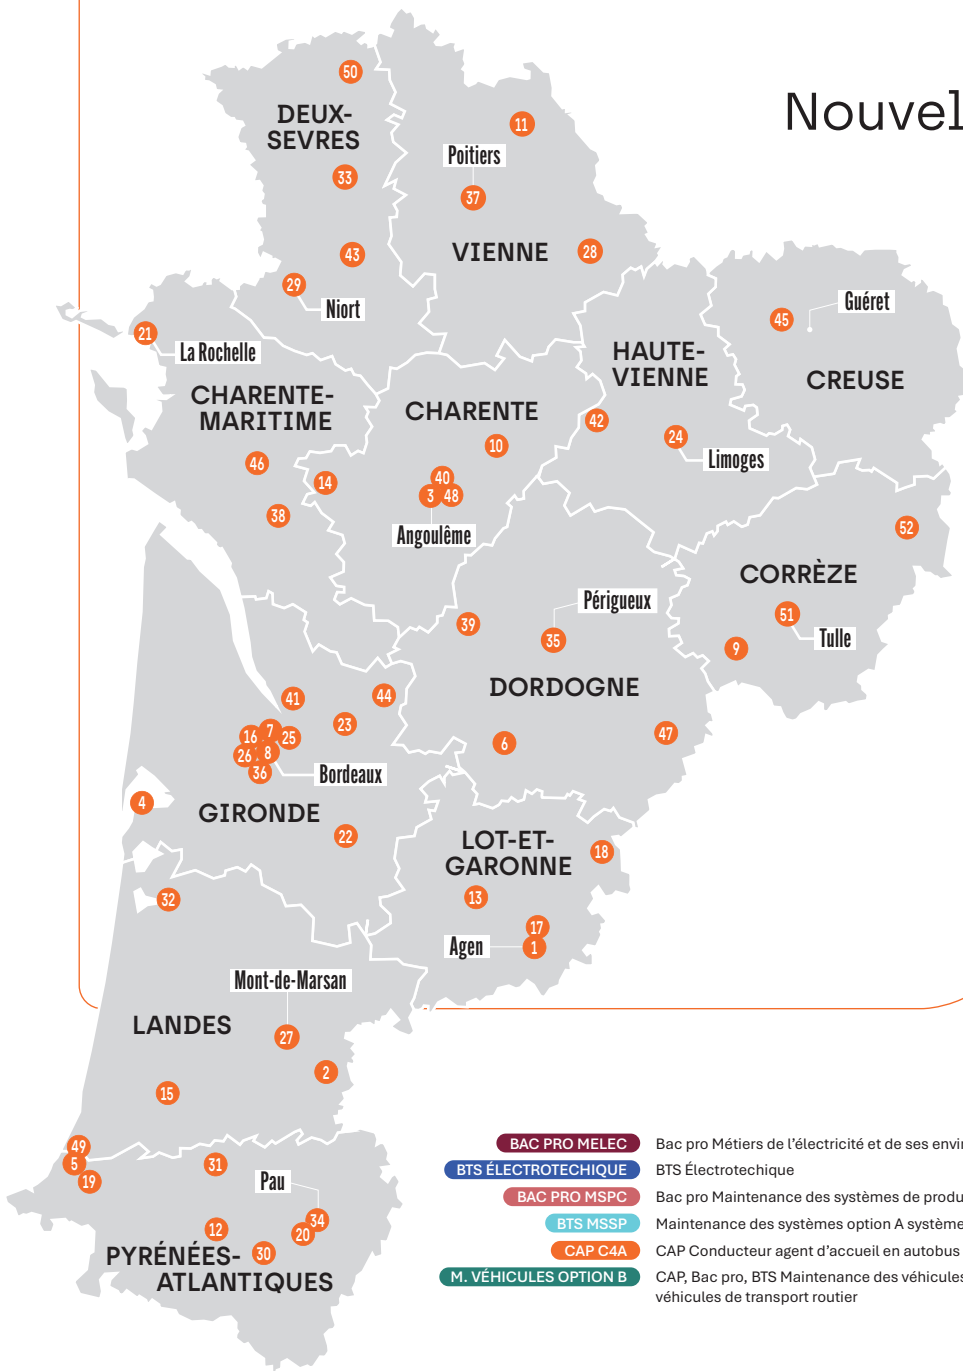 Nouvel
50
DEUX-
SEVRES
11
Poitiers
33
37
43
VIENNE
28
29
Niort
21
La Rochelle
45
Guéret
HAUTE-
VIENNE
CREUSE
CHARENTE-
MARITIME
CHARENTE
42
24
10
Limoges
46
14
40
3
48
38
Angoulême
52
CORRÈZE
Périgueux
51
39
35
Tulle
9
DORDOGNE
41
44
23
16
7
25
6
47
26
8
36
Bordeaux
4
GIRONDE
22
LOT-ET-
GARONNE
18
32
13
17
Agen
1
Mont-de-Marsan
LANDES
27
2
15
49
5
31
19
Pau
34
12
20
30
PYRÉNÉES-
ATLANTIQUES
BAC PRO MELEC Bac pro Métiers de l'électricité et de ses envir
BTS ÉLECTROTECHIQUE BTS Électrotechique
BAC PRO MSPC Bac pro Maintenance des systèmes de produ
BTS MSSP Maintenance des systèmes option A système
CAP C4A CAP Conducteur agent d'accueil en autobus
M. VÉHICULES OPTION B CAP, Bac pro, BTS Maintenance des véhicules
véhicules de transport routier